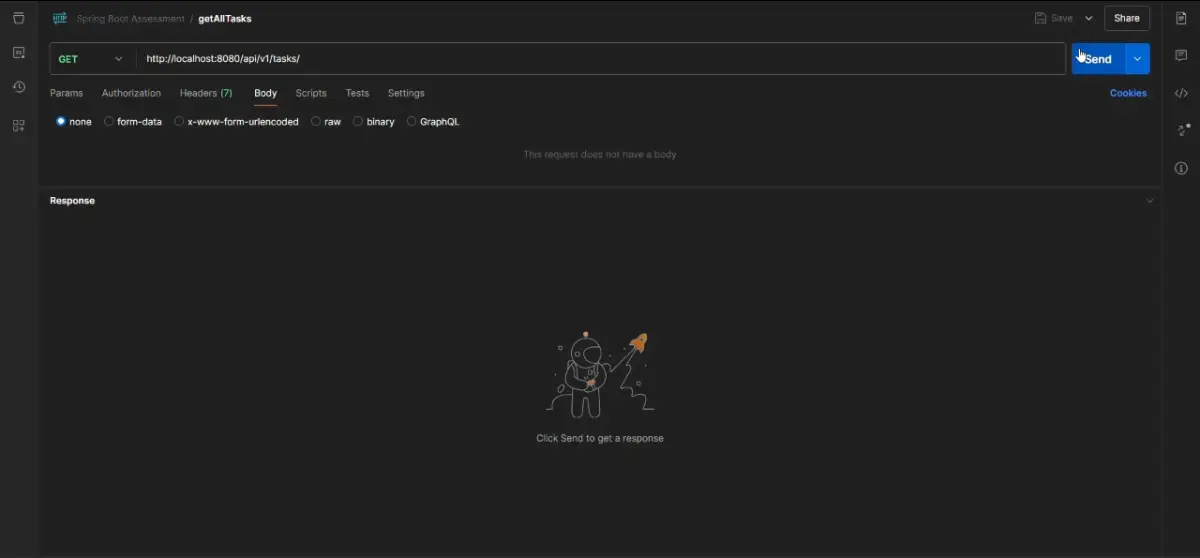 HTTP Spring Boot Assessment / getAllTasks Save Share
GET http://localhost:8080/api/v1/tasks/ Send
Params Authorization Headers (7) Body Scripts Tests Settings Cookies
none form-data x-www-form-urlencoded raw binary GraphQL
This request does not have a body
Response
Click Send to get a response